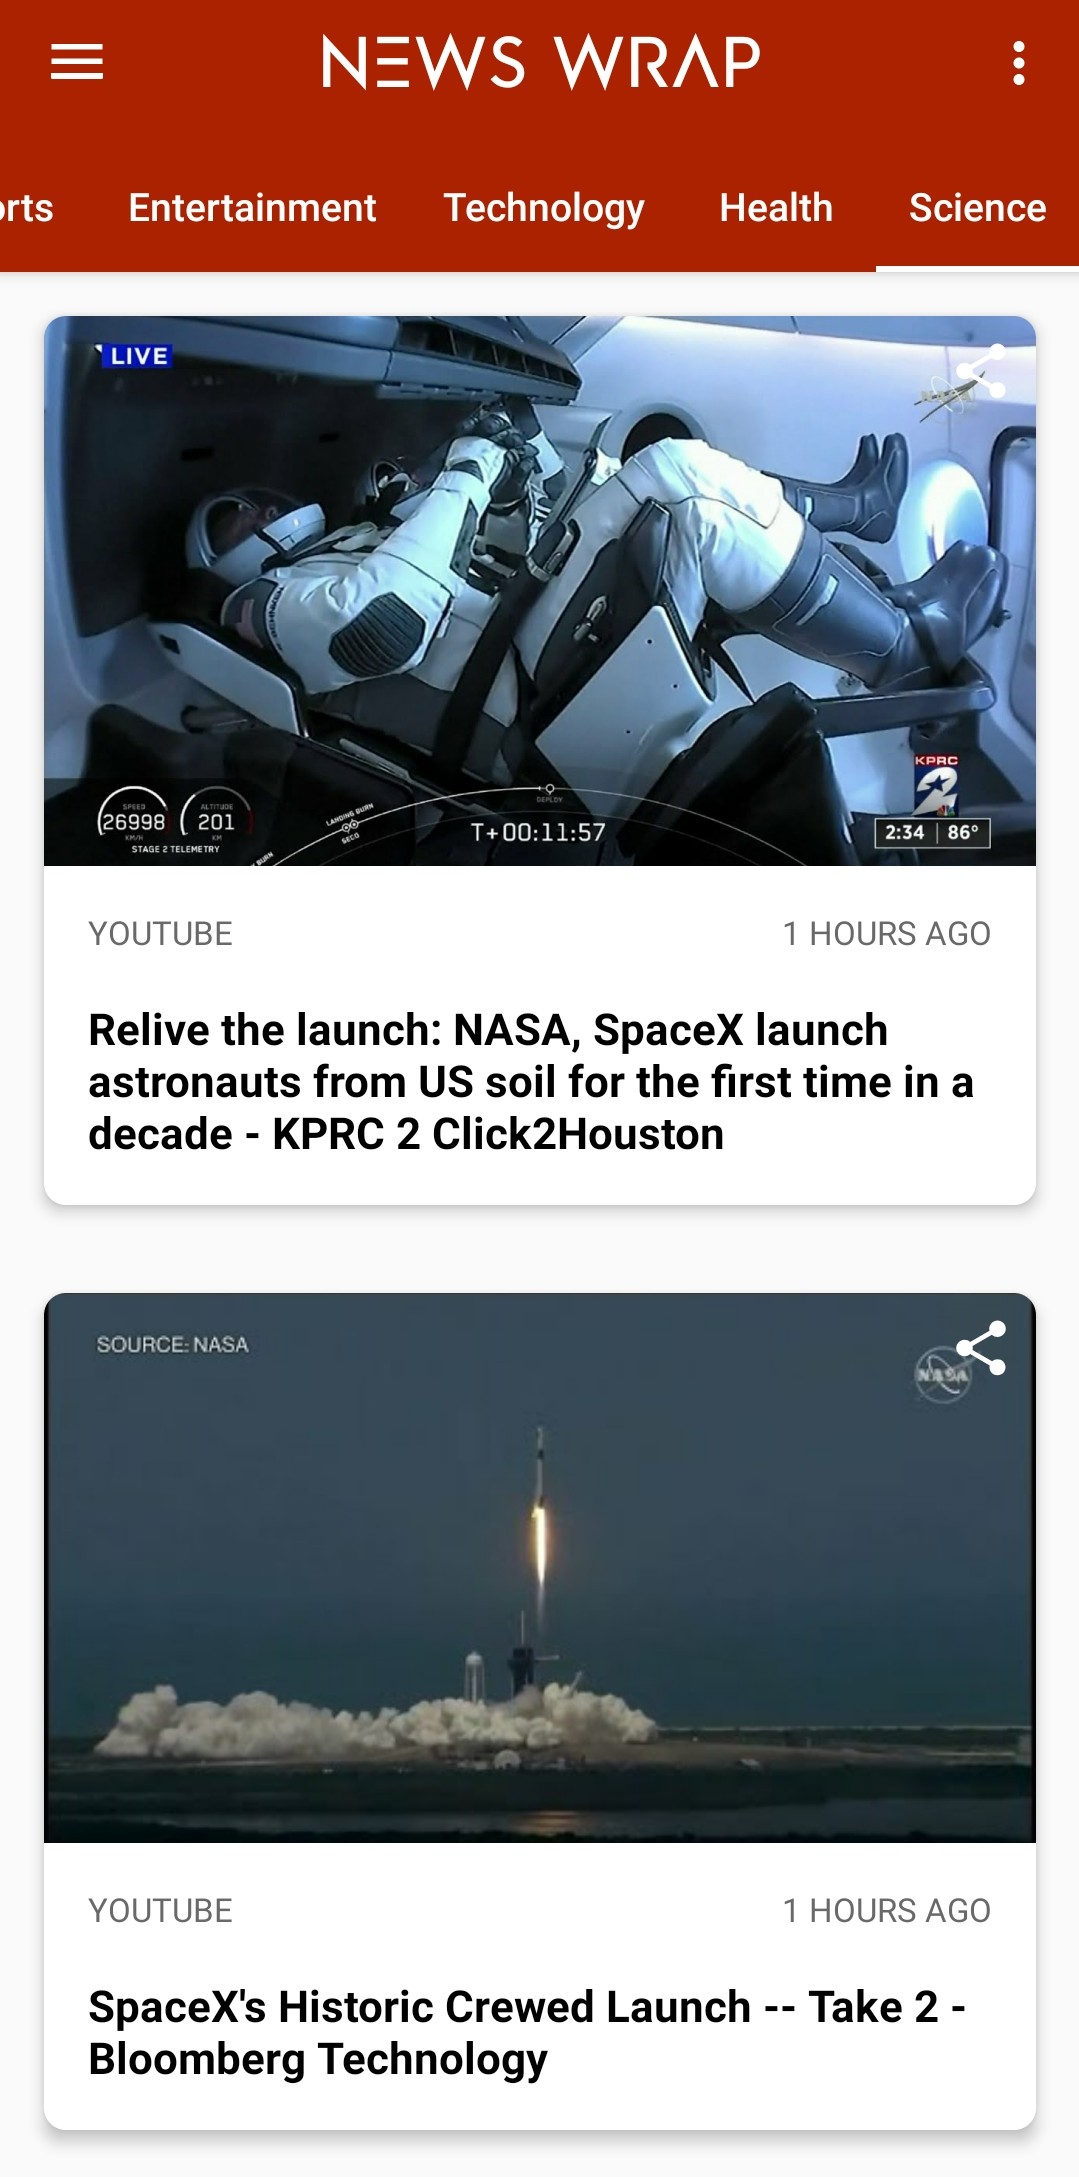 NEWS WRAP
orts Entertainment Technology Health Science
LIVE
NASA
KPRC
2
SPEED ALTITUDE
26998 201
KM/H KM
STAGE 2 TELEMETRY
BURN
LANDING BURN
SECO
DEPLOY
T+00:11:57
2:34 86°
YOUTUBE 1 HOURS AGO
Relive the launch: NASA, SpaceX launch
astronauts from US soil for the first time in a
decade - KPRC 2 Click2Houston
SOURCE: NASA
NASA
YOUTUBE 1 HOURS AGO
SpaceX's Historic Crewed Launch -- Take 2 -
Bloomberg Technology